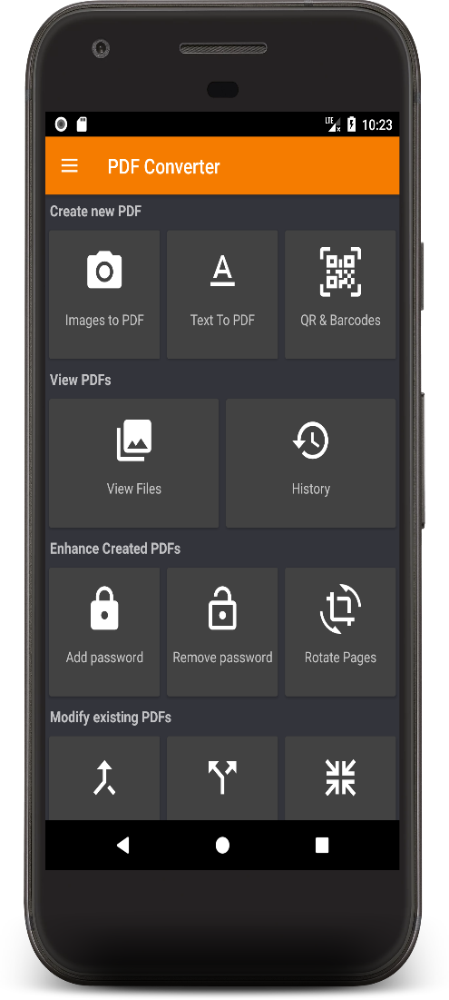 LTE 10:23
PDF Converter
Create new PDF
Images to PDF
Text To PDF
QR & Barcodes
View PDFs
View Files
History
Enhance Created PDFs
Add password
Remove password
Rotate Pages
Modify existing PDFs